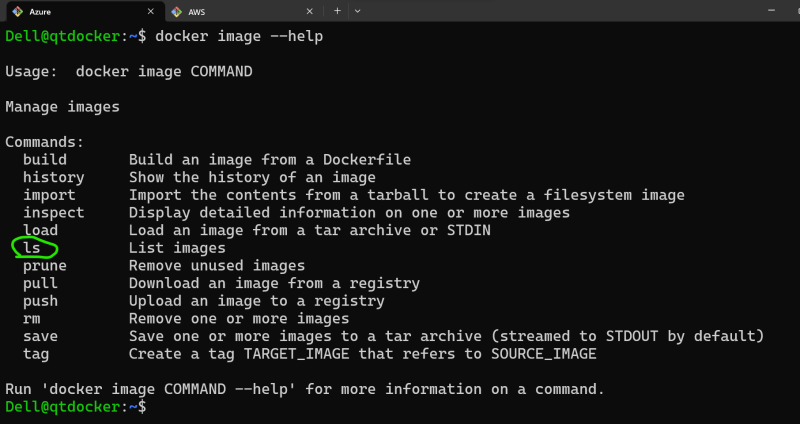 Azure
AWS
Dell@qtdocker:~$ docker image --help
Usage:  docker image COMMAND
Manage images
Commands:
  build       Build an image from a Dockerfile
  history     Show the history of an image
  import      Import the contents from a tarball to create a filesystem image
  inspect     Display detailed information on one or more images
  load        Load an image from a tar archive or STDIN
  ls          List images
  prune       Remove unused images
  pull        Download an image from a registry
  push        Upload an image to a registry
  rm          Remove one or more images
  save        Save one or more images to a tar archive (streamed to STDOUT by default)
  tag         Create a tag TARGET_IMAGE that refers to SOURCE_IMAGE
Run 'docker image COMMAND --help' for more information on a command.
Dell@qtdocker:~$